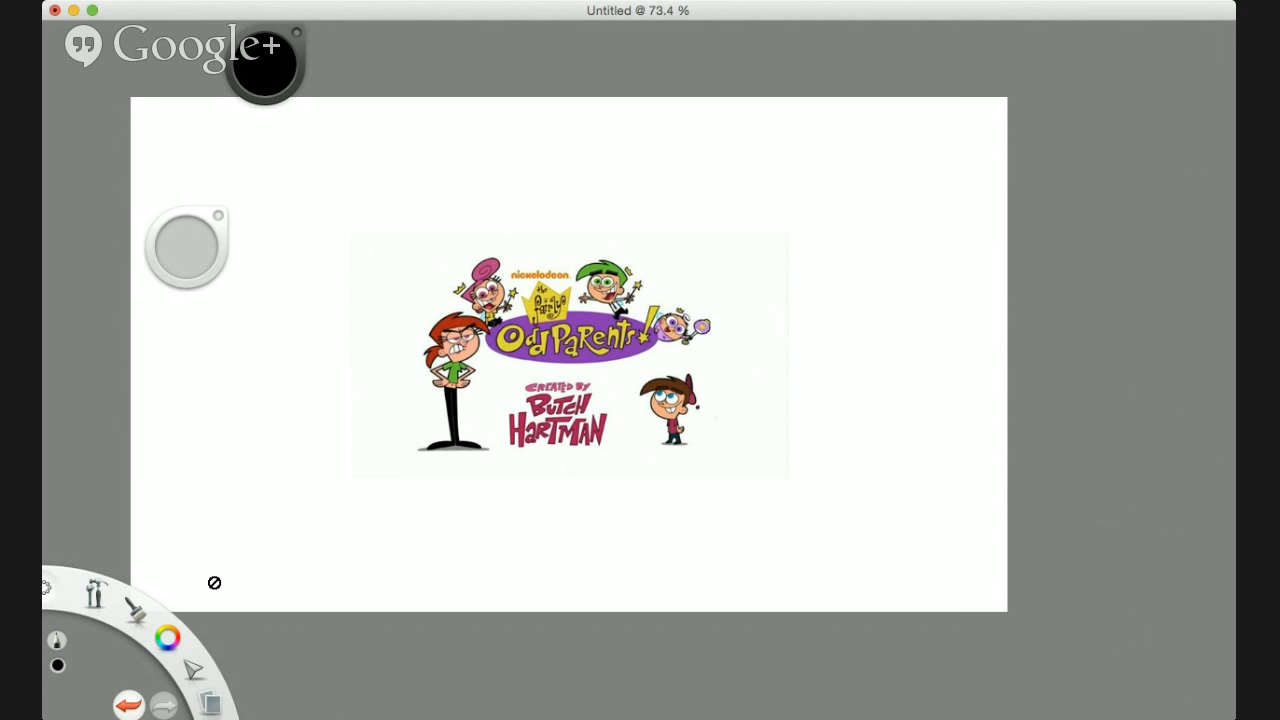 Untitled @ 73.4 %
Google+
nickelodeon
the
Fairly
OddParents!
CREATED BY
BUTCH
HARTMAN